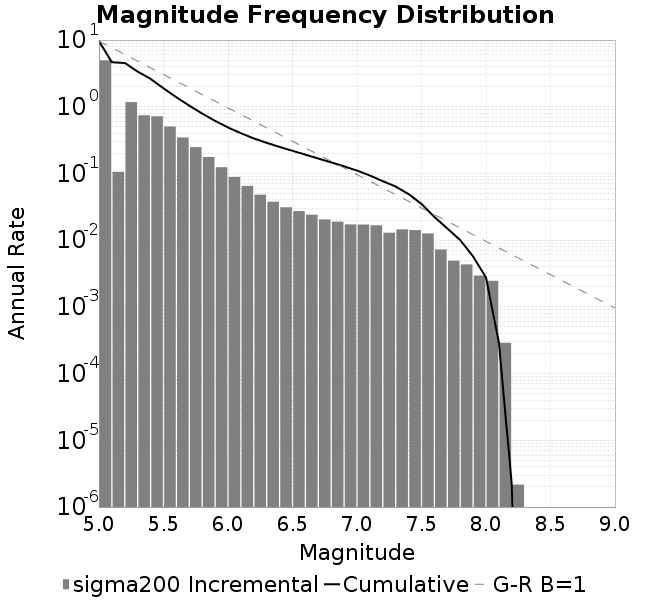 Magnitude Frequency Distribution
10^1
10^0
10^-1
10^-2
10^-3
10^-4
10^-5
10^-6
Annual Rate
5.0 5.5 6.0 6.5 7.0 7.5 8.0 8.5 9.0
Magnitude
sigma200 Incremental Cumulative G-R B=1